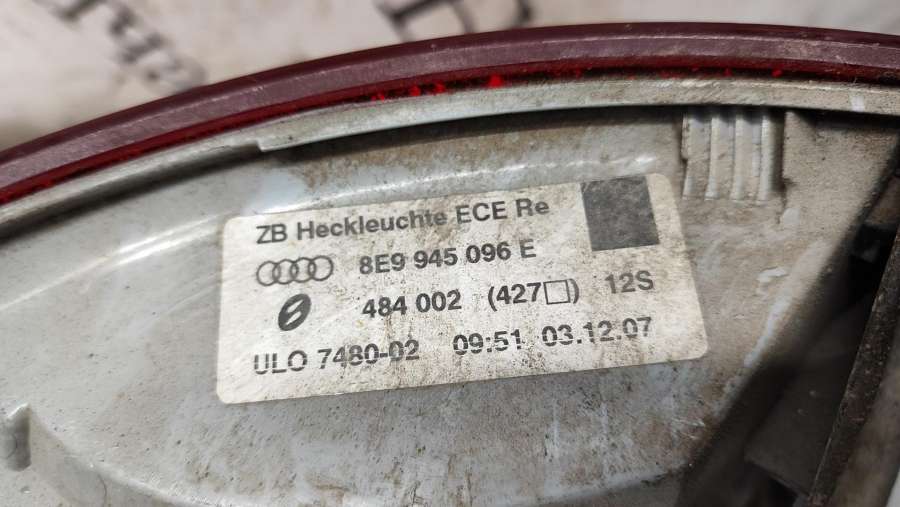 ZB Heckleuchte ECE Re
8E9 945 096 E
484 002 (427□) 12S
ULO 7480-02 09:51 03.12.07